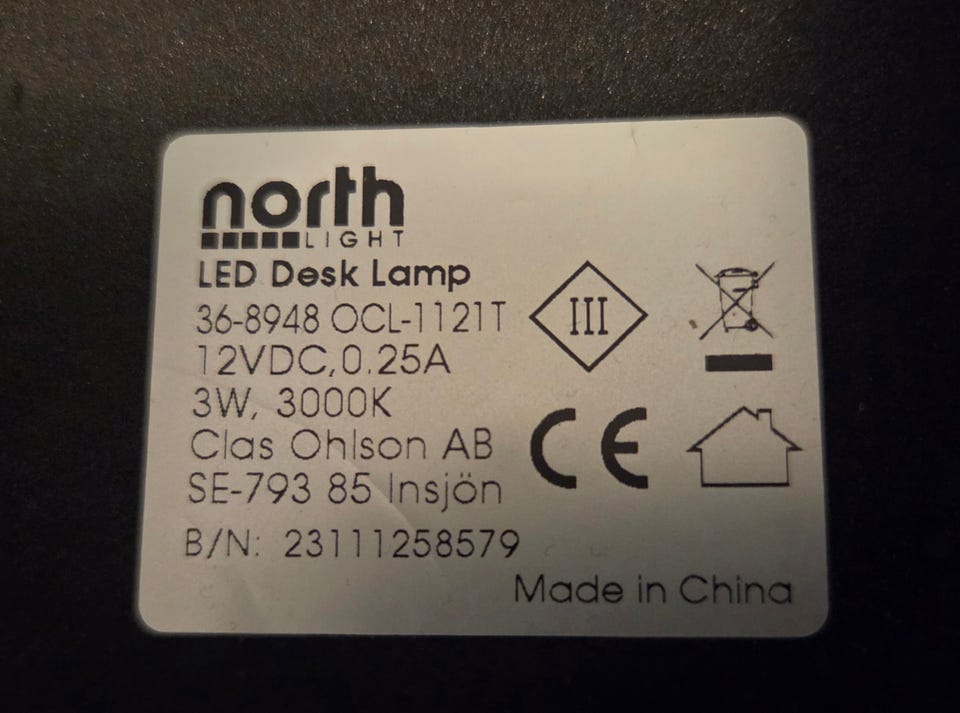 north
LIGHT
LED Desk Lamp
36-8948 OCL-1121T
12VDC,0.25A
3W, 3000K
Clas Ohlson AB
SE-793 85 Insjön
B/N: 23111258579
III
CE
Made in China